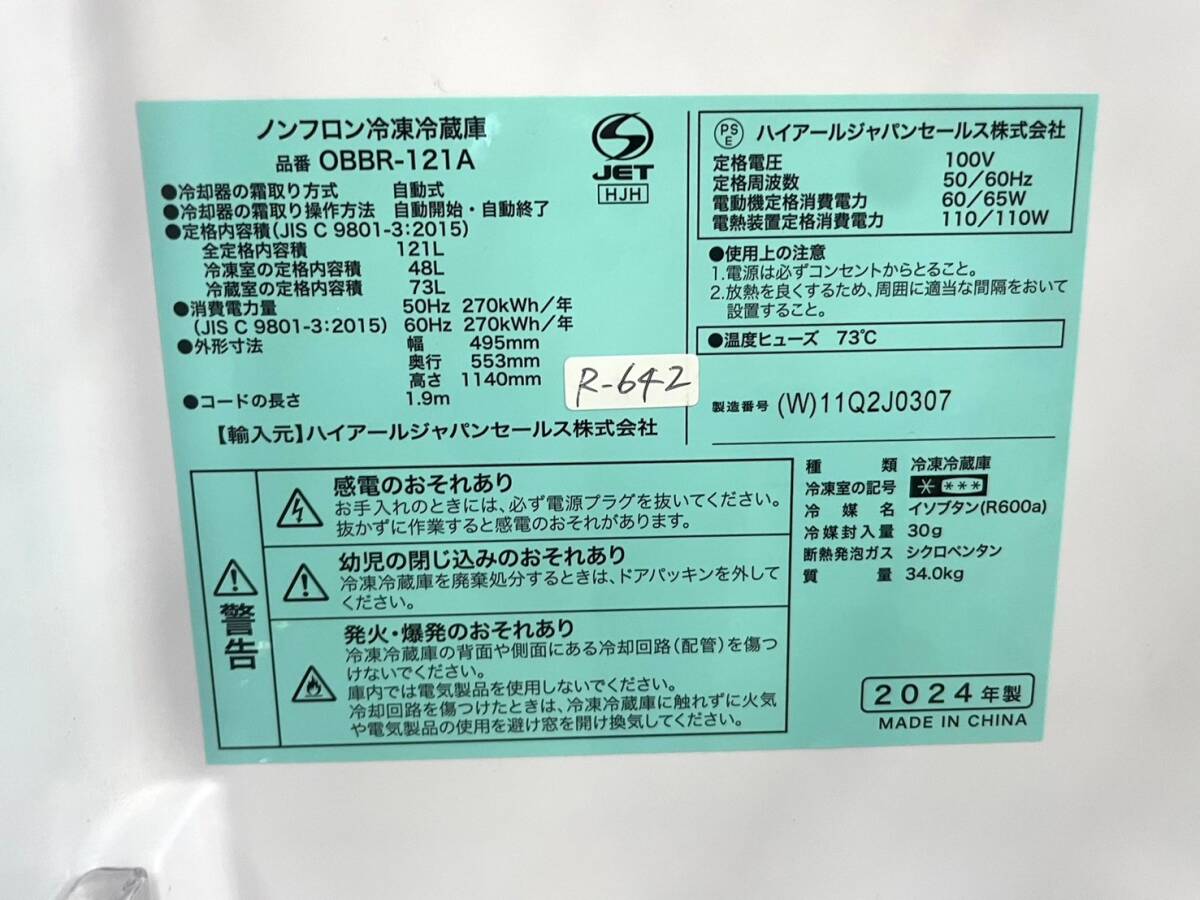 ノンフロン冷凍冷蔵庫
品番 OBBR-121A
JET
HJH
●冷却器の霜取り方式 自動式
●冷却器の霜取り操作方法 自動開始・自動終了
●定格内容積(JIS C 9801-3:2015)
全定格内容積 121L
冷凍室の定格内容積 48L
冷蔵室の定格内容積 73L
●消費電力量 50Hz 270kWh/年
(JIS C 9801-3:2015) 60Hz 270kWh/年
●外形寸法 幅 495mm
奥行 553mm
高さ 1140mm
●コードの長さ 1.9m
【輸入元】ハイアールジャパンセールス株式会社
R-642
PS
E
ハイアールジャパンセールス株式会社
定格電圧 100V
定格周波数 50/60Hz
電動機定格消費電力 60/65W
電熱装置定格消費電力 110/110W
●使用上の注意
1.電源は必ずコンセントからとること。
2.放熱を良くするため、周囲に適当な間隔をおいて
設置すること。
●温度ヒューズ 73℃
製造番号 (W)11Q2J0307
警告
感電のおそれあり
お手入れのときには、必ず電源プラグを抜いてください。
抜かずに作業すると感電のおそれがあります。
幼児の閉じ込みのおそれあり
冷凍冷蔵庫を廃棄処分するときは、ドアパッキンを外して
ください。
発火・爆発のおそれあり
冷凍冷蔵庫の背面や側面にある冷却回路(配管)を傷つ
けないでください。
庫内では電気製品を使用しないでください。
冷却回路を傷つけたときは、冷凍冷蔵庫に触れずに火気
や電気製品の使用を避け窓を開け換気してください。
種類 冷凍冷蔵庫
冷凍室の記号 * ***
冷媒名 イソブタン(R600a)
冷媒封入量 30g
断熱発泡ガス シクロペンタン
質量 34.0kg
2024年製
MADE IN CHINA